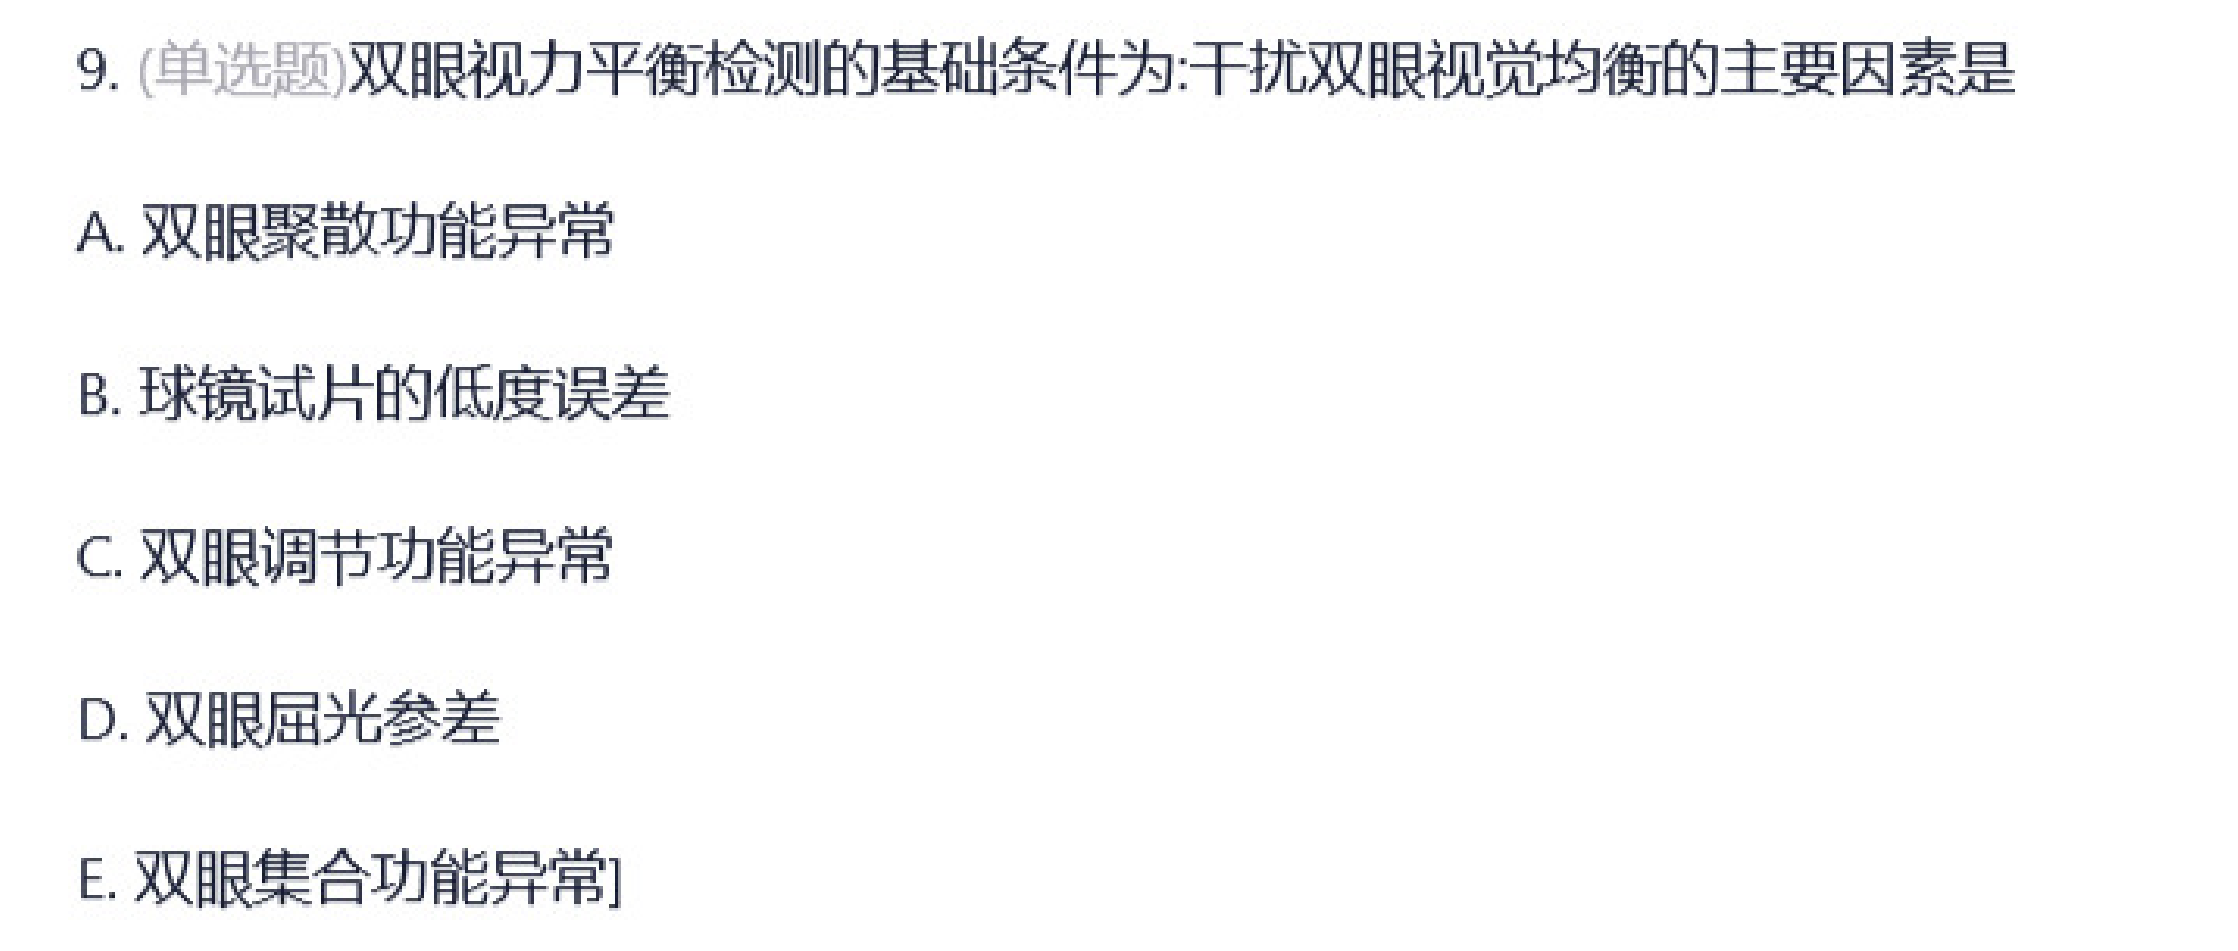 9. (单选题)双眼视力平衡检测的基础条件为:干扰双眼视觉均衡的主要因素是
A. 双眼聚散功能异常
B. 球镜试片的低度误差
C. 双眼调节功能异常
D. 双眼屈光参差
E. 双眼集合功能异常]